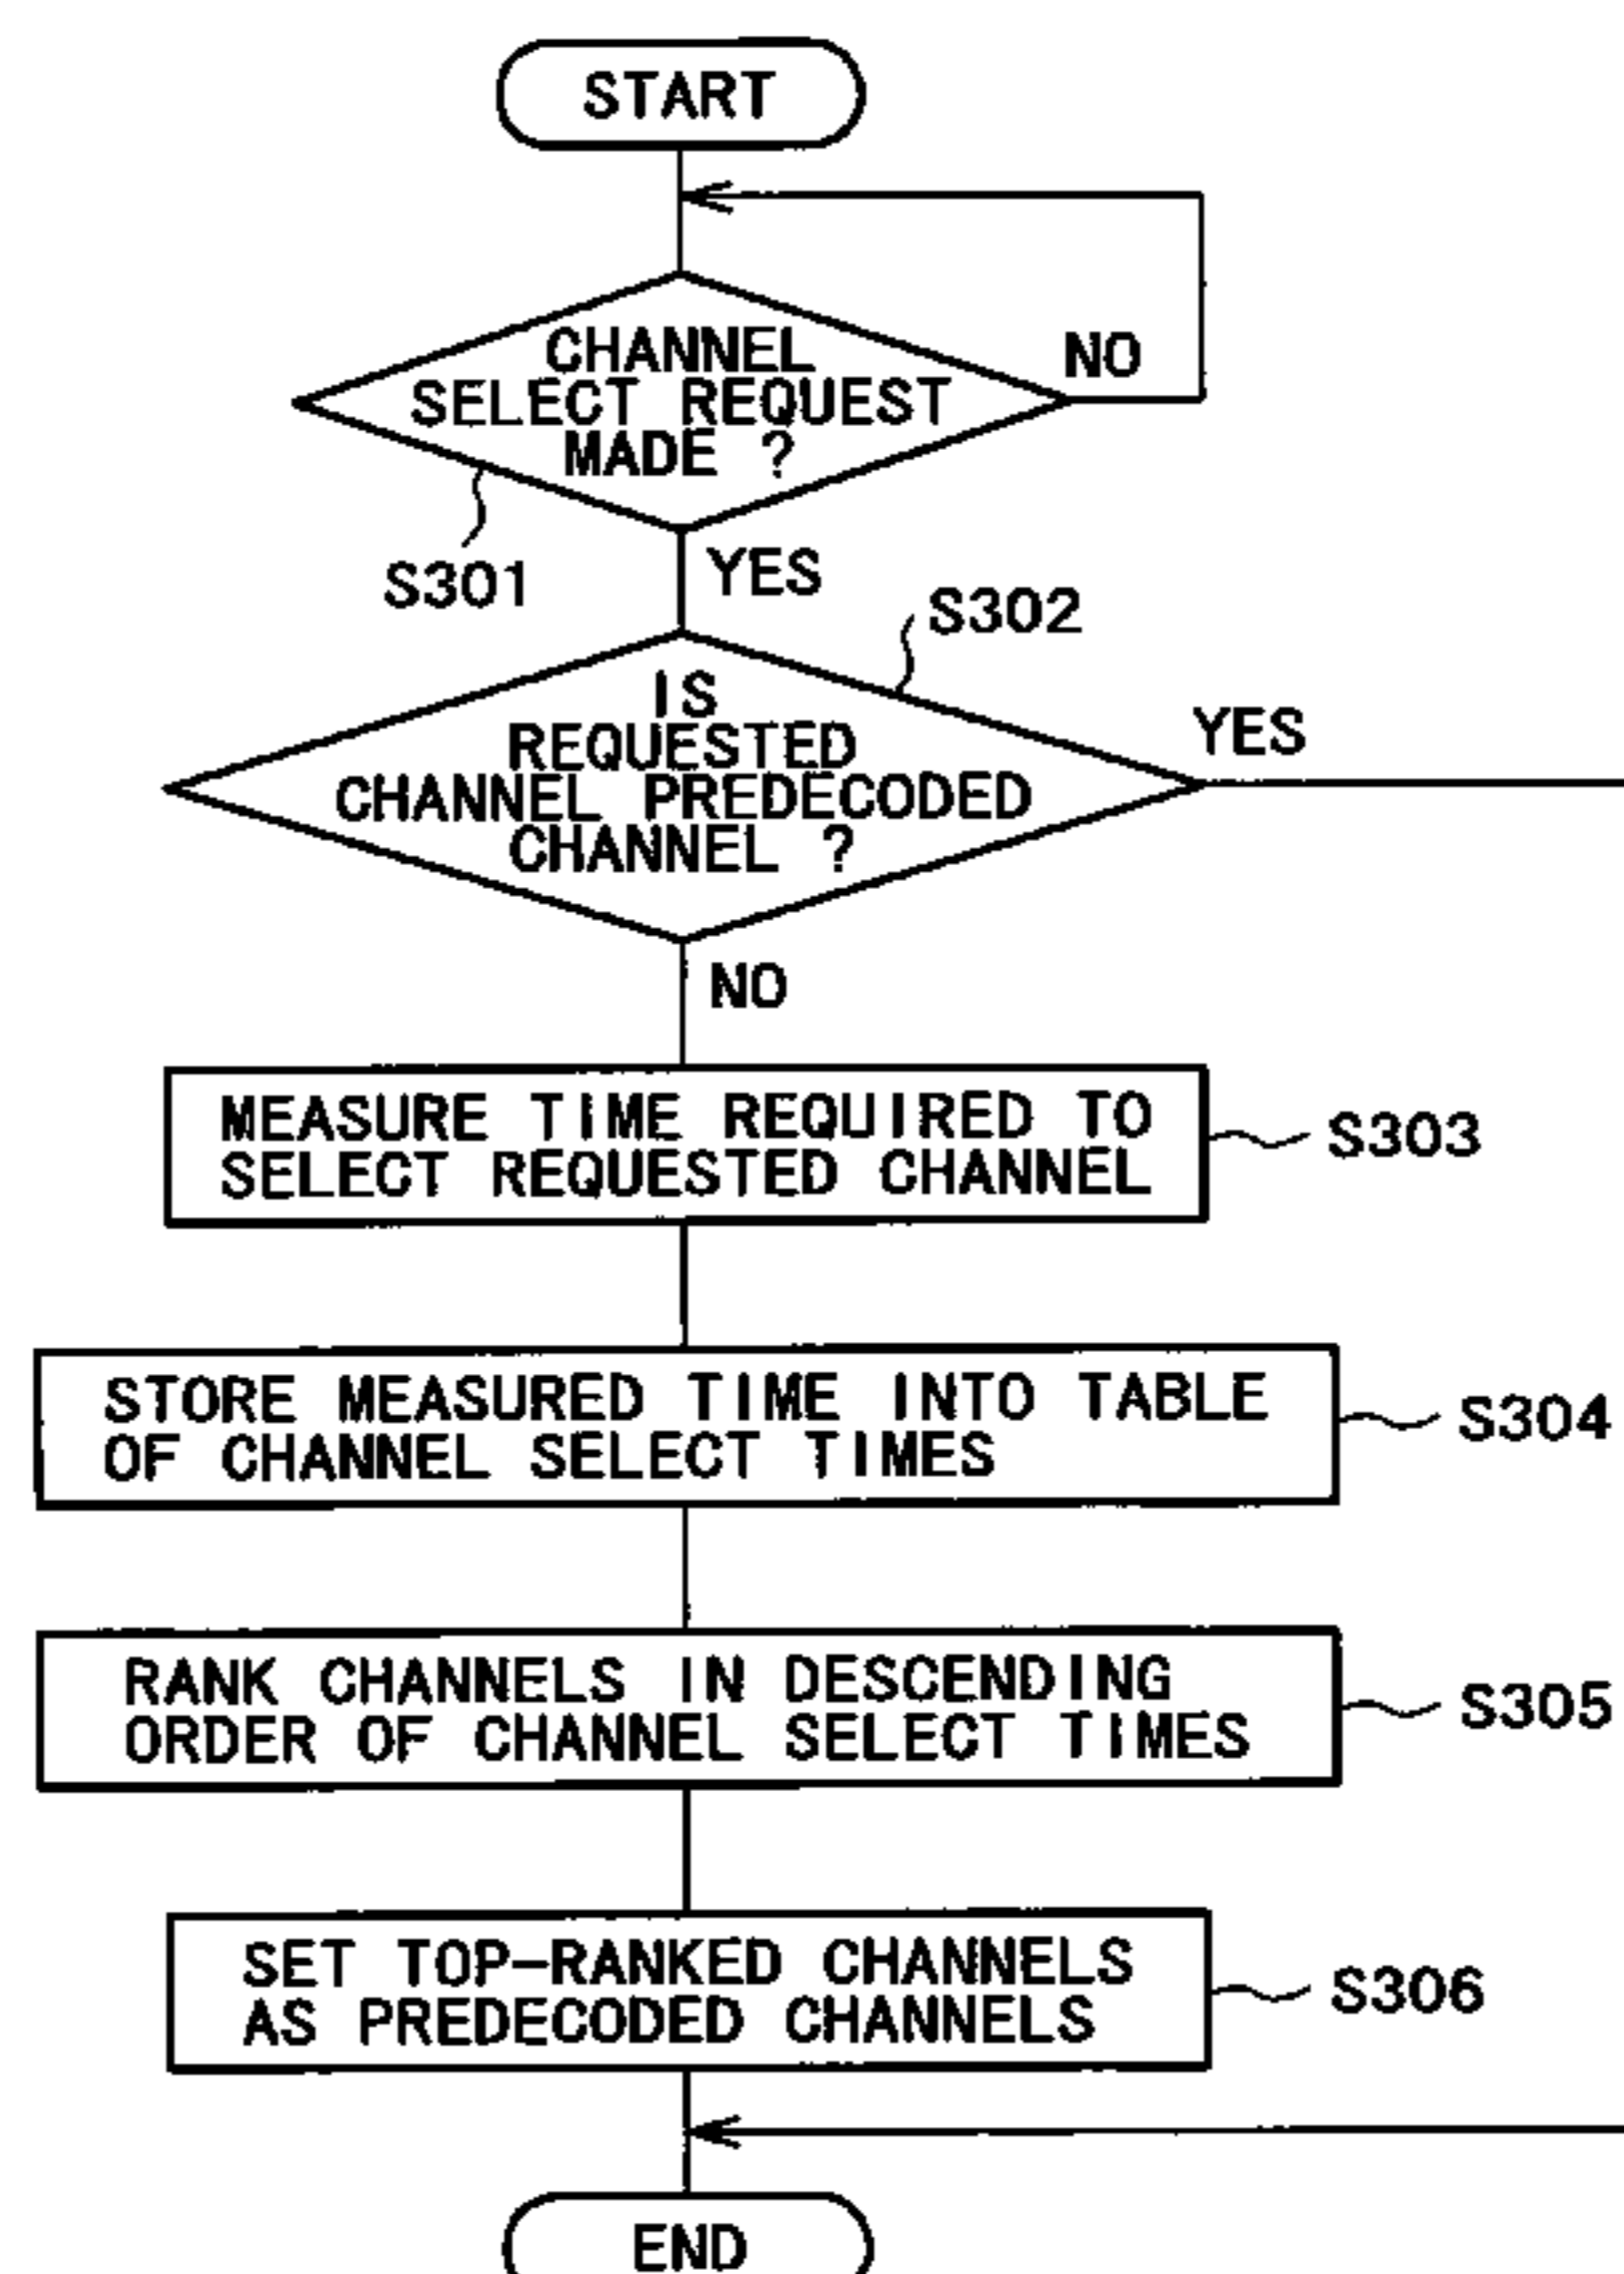 START
CHANNEL
SELECT REQUEST
MADE ?
NO
S301
YES
S302
IS
REQUESTED
CHANNEL PREDECODED
CHANNEL ?
YES
NO
MEASURE TIME REQUIRED TO
SELECT REQUESTED CHANNEL
S303
STORE MEASURED TIME INTO TABLE
OF CHANNEL SELECT TIMES
S304
RANK CHANNELS IN DESCENDING
ORDER OF CHANNEL SELECT TIMES
S305
SET TOP-RANKED CHANNELS
AS PREDECODED CHANNELS
S306
END